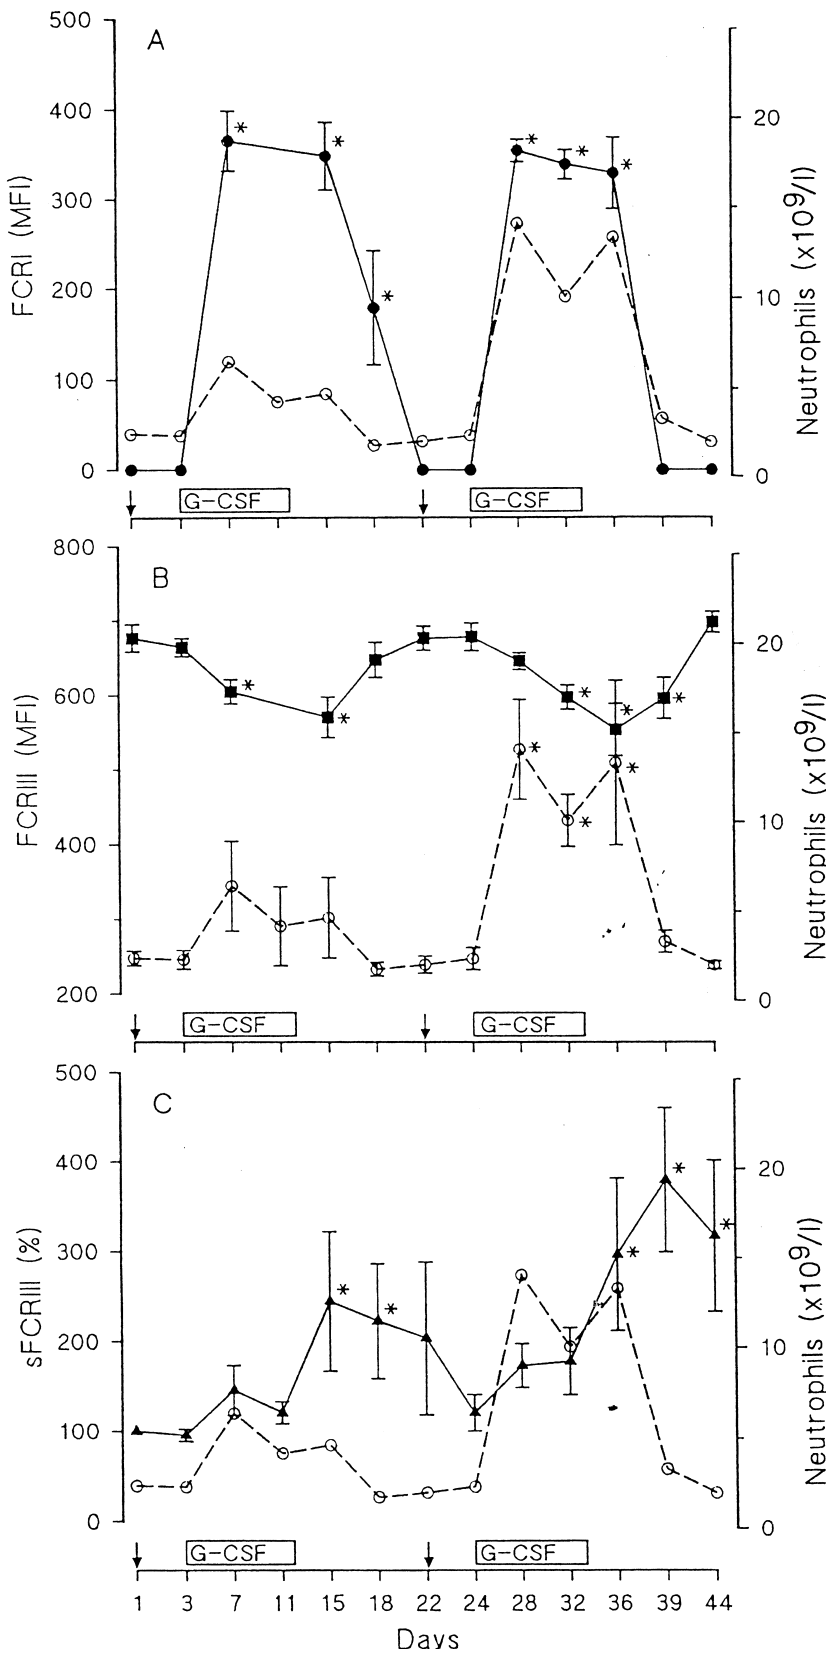 A
500
400
300
200
100
0
FCRI (MFI)
20
10
0
Neutrophils (x10⁹/l)
*
*
*
*
*
*
G-CSF
G-CSF
B
800
600
400
200
FCRIII (MFI)
20
10
0
Neutrophils (x10⁹/l)
*
*
*
*
*
*
*
*
G-CSF
G-CSF
C
500
400
300
200
100
0
sFCRIII (%)
20
10
0
Neutrophils (x10⁹/l)
*
*
*
*
*
G-CSF
G-CSF
1 3 7 11 15 18 22 24 28 32 36 39 44
Days